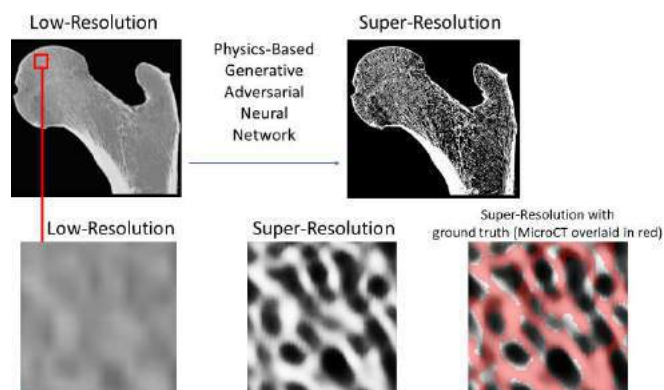 Low-Resolution
Super-Resolution
Physics-Based
Generative
Adversarial
Neural
Network
Low-Resolution
Super-Resolution
Super-Resolution with
ground truth (MicroCT overlaid in red)